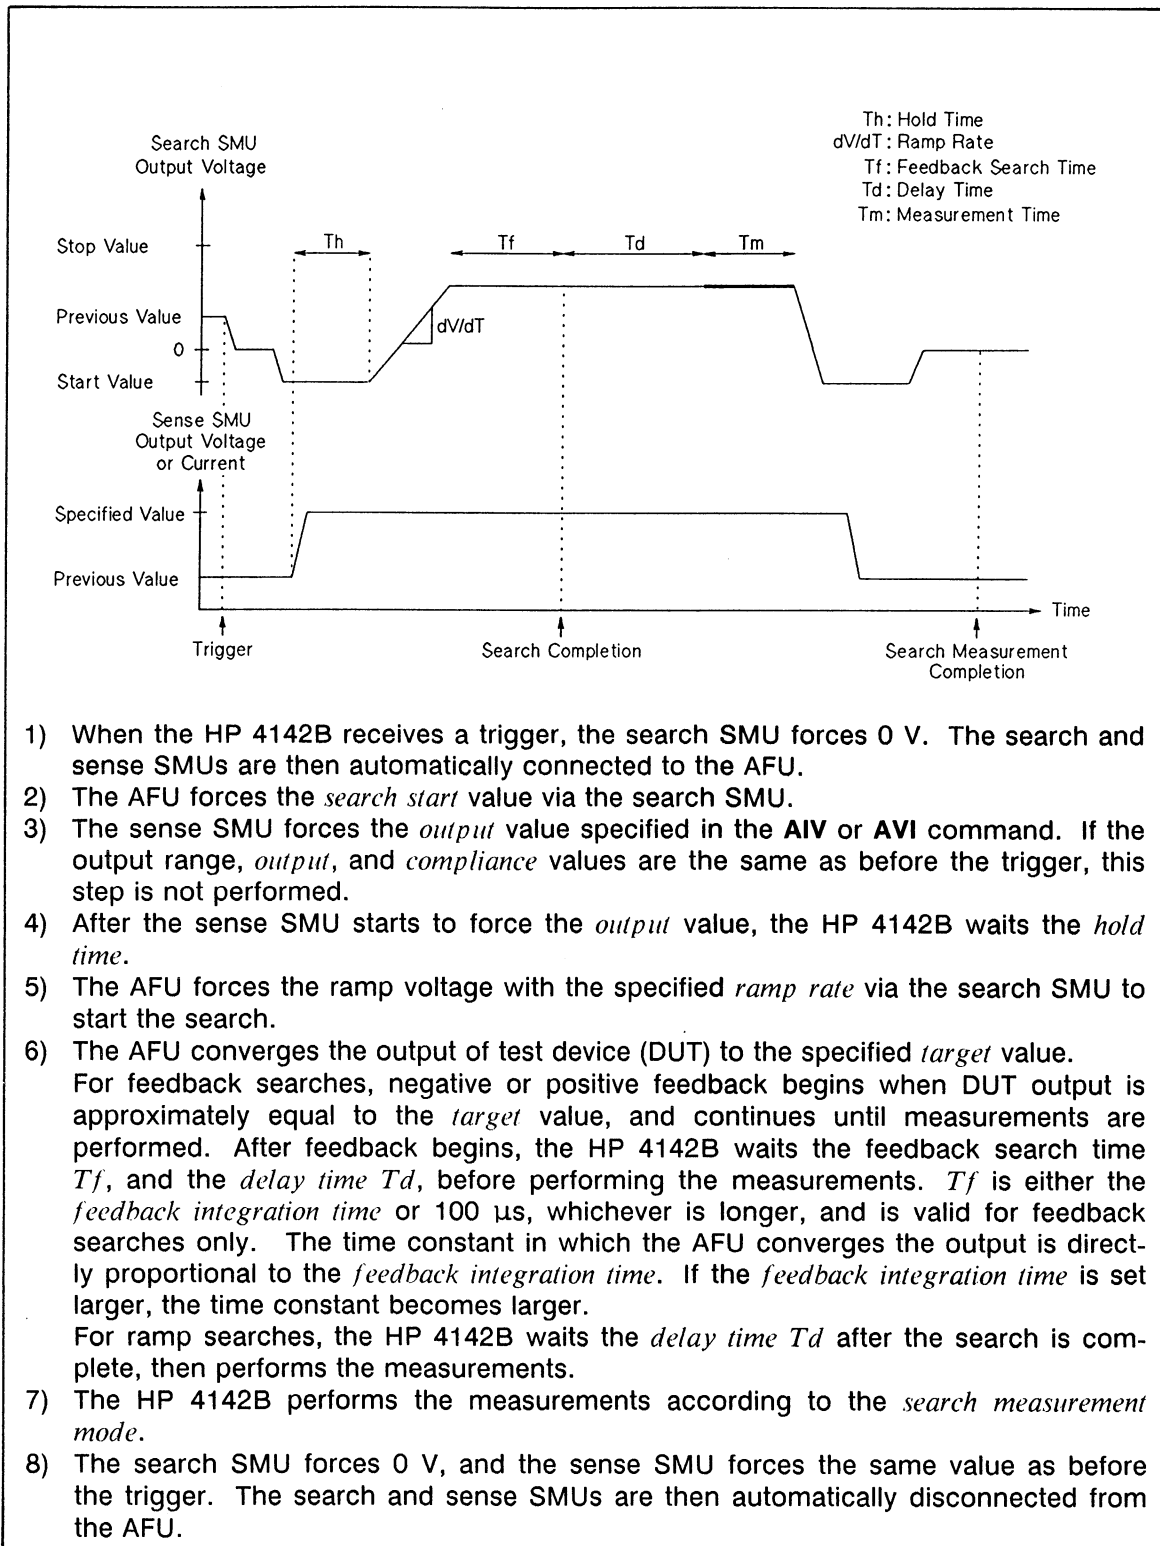 Th: Hold Time
dV/dT: Ramp Rate
Tf: Feedback Search Time
Td: Delay Time
Tm: Measurement Time
Search SMU
Output Voltage
Stop Value
Th
Tf
Td
Tm
Previous Value
dV/dT
0
Start Value
Sense SMU
Output Voltage
or Current
Specified Value
Previous Value
Time
Trigger
Search Completion
Search Measurement
Completion
1) When the HP 4142B receives a trigger, the search SMU forces 0 V. The search and
sense SMUs are then automatically connected to the AFU.
2) The AFU forces the search start value via the search SMU.
3) The sense SMU forces the output value specified in the AIV or AVI command. If the
output range, output, and compliance values are the same as before the trigger, this
step is not performed.
4) After the sense SMU starts to force the output value, the HP 4142B waits the hold
time.
5) The AFU forces the ramp voltage with the specified ramp rate via the search SMU to
start the search.
6) The AFU converges the output of test device (DUT) to the specified target value.
For feedback searches, negative or positive feedback begins when DUT output is
approximately equal to the target value, and continues until measurements are
performed. After feedback begins, the HP 4142B waits the feedback search time
Tf, and the delay time Td, before performing the measurements. Tf is either the
feedback integration time or 100 µs, whichever is longer, and is valid for feedback
searches only. The time constant in which the AFU converges the output is direct-
ly proportional to the feedback integration time. If the feedback integration time is set
larger, the time constant becomes larger.
For ramp searches, the HP 4142B waits the delay time Td after the search is com-
plete, then performs the measurements.
7) The HP 4142B performs the measurements according to the search measurement
mode.
8) The search SMU forces 0 V, and the sense SMU forces the same value as before
the trigger. The search and sense SMUs are then automatically disconnected from
the AFU.